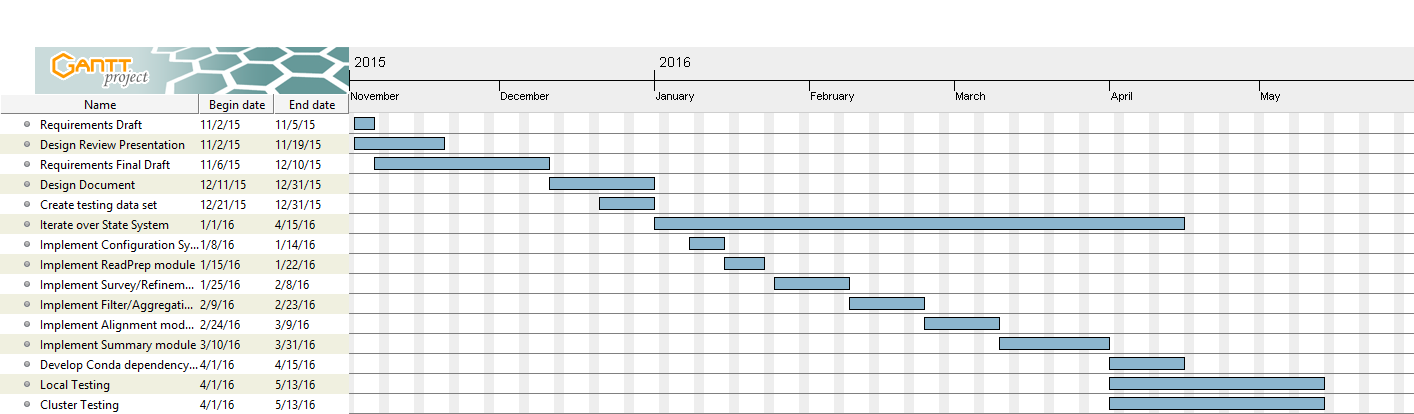 GANTT
project
2015 2016
November December January February March April May
Name Begin date End date
Requirements Draft 11/2/15 11/5/15
Design Review Presentation 11/2/15 11/19/15
Requirements Final Draft 11/6/15 12/10/15
Design Document 12/11/15 12/31/15
Create testing data set 12/21/15 12/31/15
Iterate over State System 1/1/16 4/15/16
Implement Configuration Sy... 1/8/16 1/14/16
Implement ReadPrep module 1/15/16 1/22/16
Implement Survey/Refinem... 1/25/16 2/8/16
Implement Filter/Aggregati... 2/9/16 2/23/16
Implement Alignment mod... 2/24/16 3/9/16
Implement Summary module 3/10/16 3/31/16
Develop Conda dependency... 4/1/16 4/15/16
Local Testing 4/1/16 5/13/16
Cluster Testing 4/1/16 5/13/16